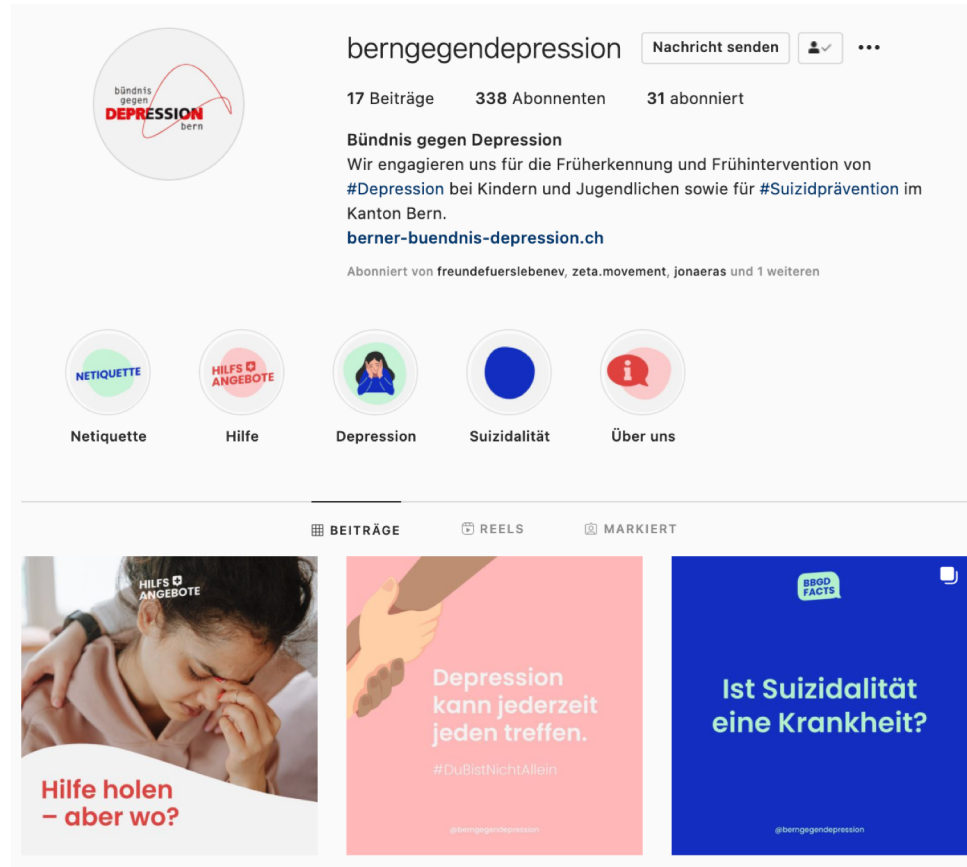 bündnis
gegen
DEPRESSION
bern
berngegendepression
Nachricht senden
17 Beiträge 338 Abonnenten 31 abonniert
Bündnis gegen Depression
Wir engagieren uns für die Früherkennung und Frühintervention von
#Depression bei Kindern und Jugendlichen sowie für #Suizidprävention im
Kanton Bern.
berner-buendnis-depression.ch
Abonniert von freundefuerslebenev, zeta.movement, jonaeras und 1 weiteren
NETIQUETTE
HILFS
ANGEBOTE
i
Netiquette Hilfe Depression Suizidalität Über uns
BEITRÄGE REELS MARKIERT
HILFS
ANGEBOTE
Hilfe holen
– aber wo?
Depression
kann jederzeit
jeden treffen.
#DuBistNichtAllein
@berngegendepression
BBGD
FACTS
Ist Suizidalität
eine Krankheit?
@berngegendepression